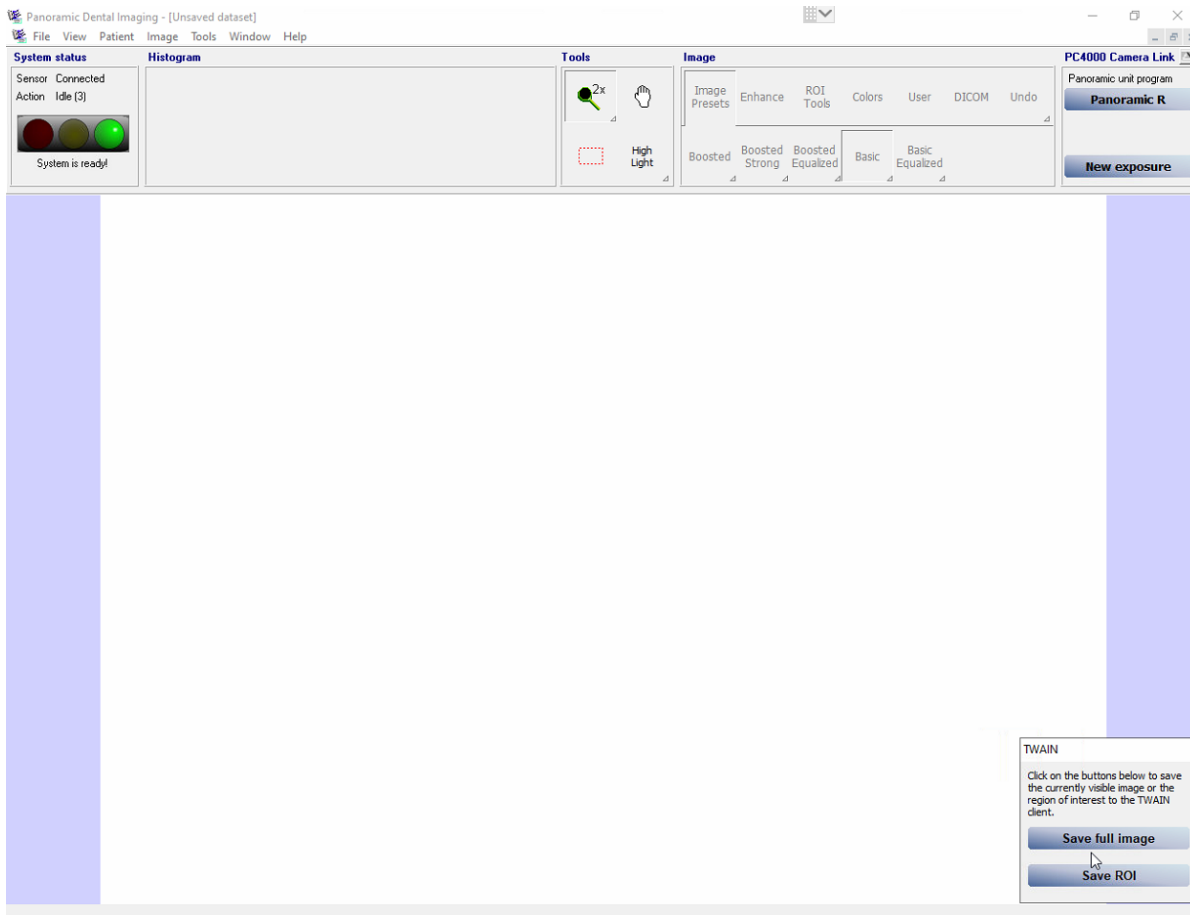 Panoramic Dental Imaging - [Unsaved dataset]
File View Patient Image Tools Window Help
System status
Sensor Connected
Action Idle (3)
System is ready!
Histogram
Tools
2x
High
Light
Image
Image
Presets
Enhance
ROI
Tools
Colors
User
DICOM
Undo
Boosted
Boosted
Strong
Boosted
Equalized
Basic
Basic
Equalized
PC4000 Camera Link
Panoramic unit program
Panoramic R
New exposure
TWAIN
Click on the buttons below to save
the currently visible image or the
region of interest to the TWAIN
client.
Save full image
Save ROI